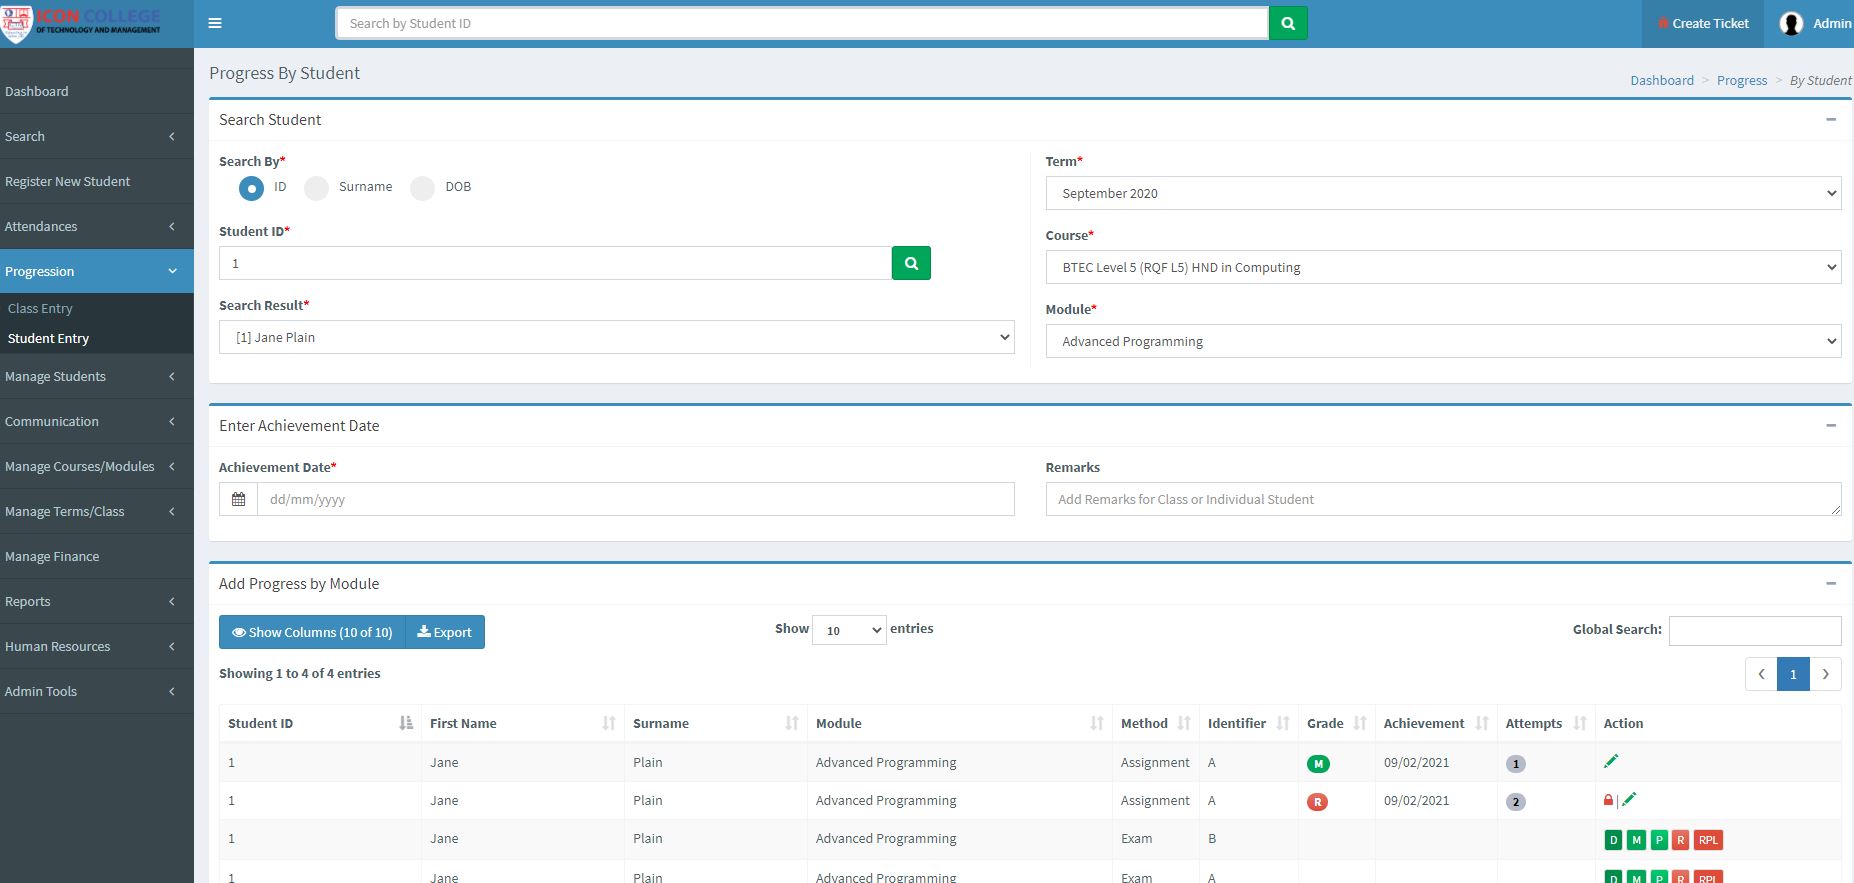 ICON COLLEGE
OF TECHNOLOGY AND MANAGEMENT
Search by Student ID
Create Ticket
Admin
Dashboard
Search
Register New Student
Attendances
Progression
Class Entry
Student Entry
Manage Students
Communication
Manage Courses/Modules
Manage Terms/Class
Manage Finance
Reports
Human Resources
Admin Tools
Progress By Student
Dashboard > Progress > By Student
Search Student
Search By*
ID Surname DOB
Student ID*
1
Search Result*
[1] Jane Plain
Term*
September 2020
Course*
BTEC Level 5 (RQF L5) HND in Computing
Module*
Advanced Programming
Enter Achievement Date
Achievement Date*
dd/mm/yyyy
Remarks
Add Remarks for Class or Individual Student
Add Progress by Module
Show Columns (10 of 10) Export
Show 10 entries
Global Search:
Showing 1 to 4 of 4 entries
1
Student ID First Name Surname Module Method Identifier Grade Achievement Attempts Action
1 Jane Plain Advanced Programming Assignment A M 09/02/2021 1
1 Jane Plain Advanced Programming Assignment A R 09/02/2021 2 |
1 Jane Plain Advanced Programming Exam B D M P R RPL
1 Jane Plain Advanced Programming Exam A D M P R RPL